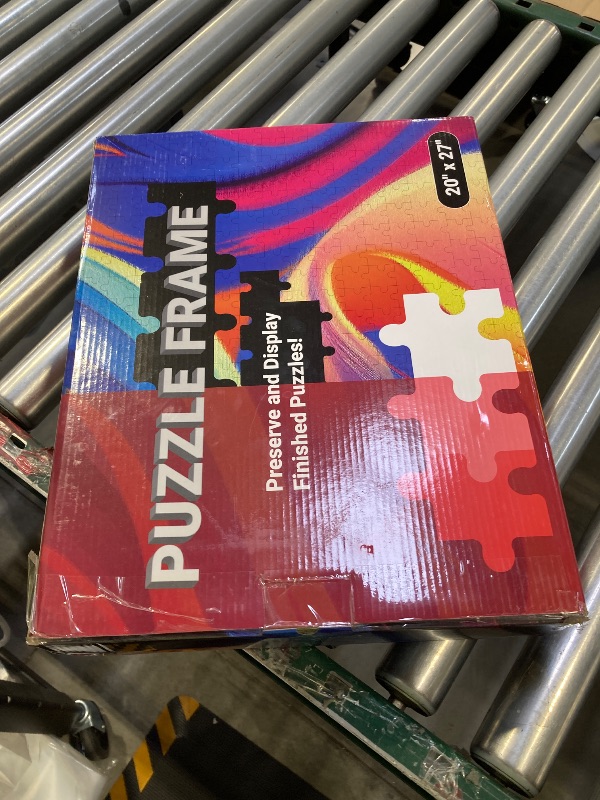 PUZZLE FRAME
Preserve and Display
Finished Puzzles!
20" x 27"